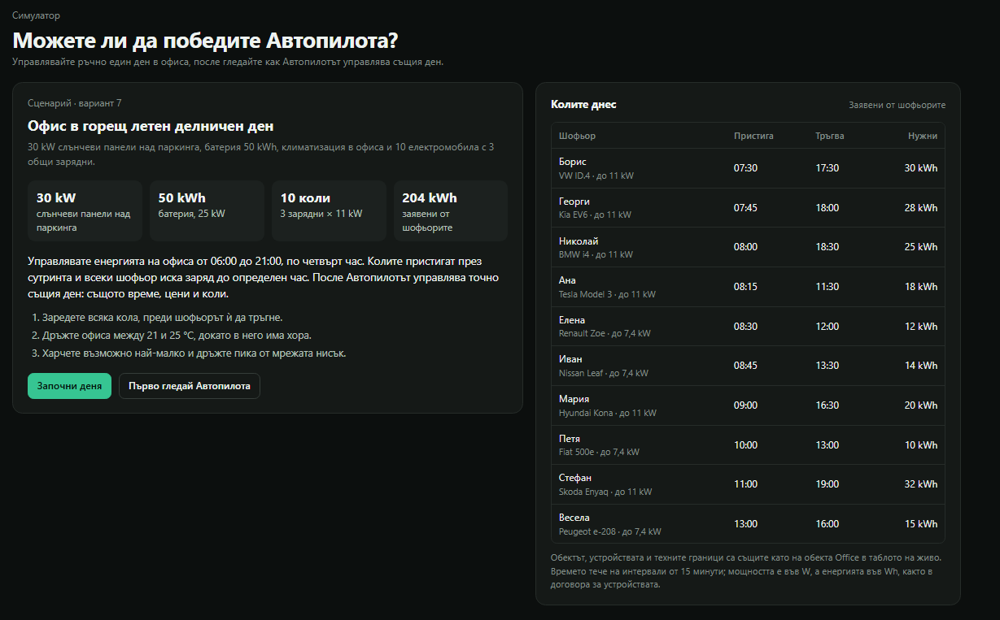 Симулатор
Можете ли да победите Автопилота?
Управлявайте ръчно един ден в офиса, после гледайте как Автопилотът управлява същия ден.
Сценарий · вариант 7
Офис в горещ летен делничен ден
30 kW слънчеви панели над паркинга, батерия 50 kWh, климатизация в офиса и 10 електромобила с 3
общи зарядни.
30 kW
слънчеви панели над
паркинга
50 kWh
батерия, 25 kW
10 коли
3 зарядни × 11 kW
204 kWh
заявени от
шофьорите
Управлявате енергията на офиса от 06:00 до 21:00, по четвърт час. Колите пристигат през
сутринта и всеки шофьор иска заряд до определен час. После Автопилотът управлява точно
същия ден: същото време, цени и коли.
1. Заредете всяка кола, преди шофьорът ѝ да тръгне.
2. Дръжте офиса между 21 и 25 °C, докато в него има хора.
3. Харчете възможно най-малко и дръжте пика от мрежата нисък.
Започни деня
Първо гледай Автопилота
Колите днес
Заявени от шофьорите
Шофьор Пристига Тръгва Нужни
Борис
VW ID.4 · до 11 kW
07:30 17:30 30 kWh
Георги
Kia EV6 · до 11 kW
07:45 18:00 28 kWh
Николай
BMW i4 · до 11 kW
08:00 18:30 25 kWh
Ана
Tesla Model 3 · до 11 kW
08:15 11:30 18 kWh
Елена
Renault Zoe · до 7,4 kW
08:30 12:00 12 kWh
Иван
Nissan Leaf · до 7,4 kW
08:45 13:30 14 kWh
Мария
Hyundai Kona · до 11 kW
09:00 16:30 20 kWh
Петя
Fiat 500e · до 7,4 kW
10:00 13:00 10 kWh
Стефан
Skoda Enyaq · до 11 kW
11:00 19:00 32 kWh
Весела
Peugeot e-208 · до 7,4 kW
13:00 16:00 15 kWh
Обектът, устройствата и техните граници са същите като на обекта Office в таблото на живо.
Времето тече на интервали от 15 минути; мощността е във W, а енергията във Wh, както в
договора за устройствата.